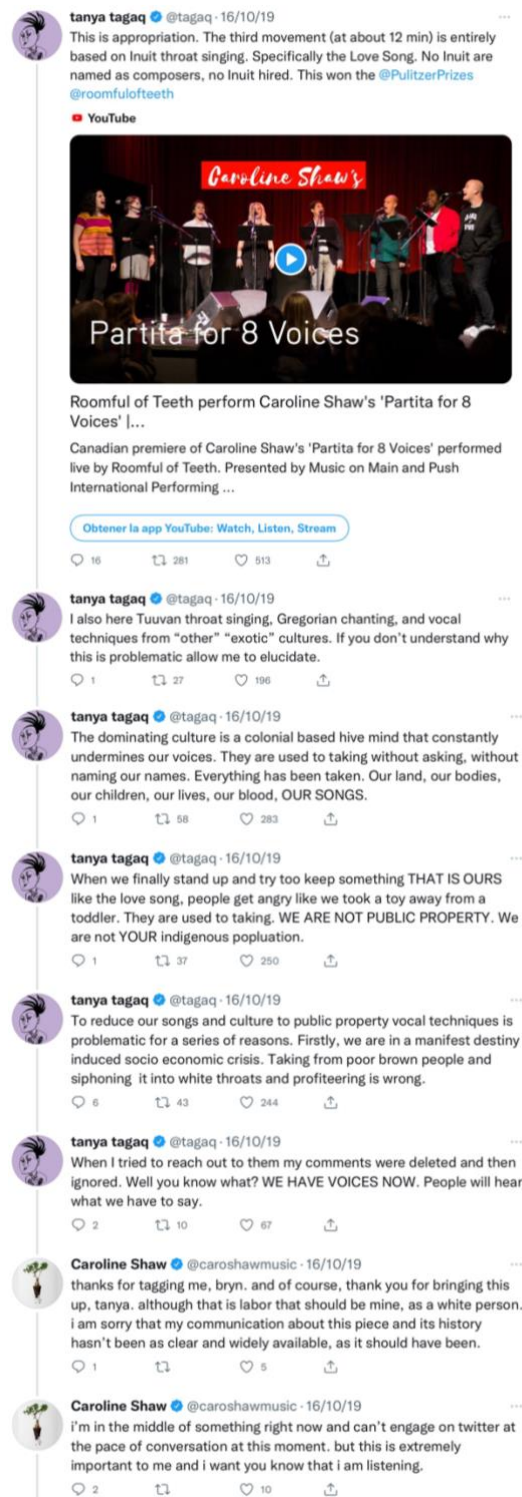 tanya tagaq @tagaq · 16/10/19
This is appropriation. The third movement (at about 12 min) is entirely
based on Inuit throat singing. Specifically the Love Song. No Inuit are
named as composers, no Inuit hired. This won the @PulitzerPrizes
@roomfulofteeth
YouTube
Caroline Shaw's
Partita for 8 Voices
Roomful of Teeth perform Caroline Shaw's 'Partita for 8
Voices' |...
Canadian premiere of Caroline Shaw's 'Partita for 8 Voices' performed
live by Roomful of Teeth. Presented by Music on Main and Push
International Performing ...
Obtener la app YouTube: Watch, Listen, Stream
16 281 513
tanya tagaq @tagaq · 16/10/19
I also here Tuuvan throat singing, Gregorian chanting, and vocal
techniques from “other” “exotic” cultures. If you don’t understand why
this is problematic allow me to elucidate.
1 27 196
tanya tagaq @tagaq · 16/10/19
The dominating culture is a colonial based hive mind that constantly
undermines our voices. They are used to taking without asking, without
naming our names. Everything has been taken. Our land, our bodies,
our children, our lives, our blood, OUR SONGS.
1 58 283
tanya tagaq @tagaq · 16/10/19
When we finally stand up and try too keep something THAT IS OURS
like the love song, people get angry like we took a toy away from a
toddler. They are used to taking. WE ARE NOT PUBLIC PROPERTY. We
are not YOUR indigenous popluation.
1 37 250
tanya tagaq @tagaq · 16/10/19
To reduce our songs and culture to public property vocal techniques is
problematic for a series of reasons. Firstly, we are in a manifest destiny
induced socio economic crisis. Taking from poor brown people and
siphoning it into white throats and profiteering is wrong.
6 43 244
tanya tagaq @tagaq · 16/10/19
When I tried to reach out to them my comments were deleted and then
ignored. Well you know what? WE HAVE VOICES NOW. People will hear
what we have to say.
2 10 67
Caroline Shaw @caroshawmusic · 16/10/19
thanks for tagging me, bryn. and of course, thank you for bringing this
up, tanya. although that is labor that should be mine, as a white person.
i am sorry that my communication about this piece and its history
hasn’t been as clear and widely available, as it should have been.
1 5
Caroline Shaw @caroshawmusic · 16/10/19
i’m in the middle of something right now and can’t engage on twitter at
the pace of conversation at this moment. but this is extremely
important to me and i want you know that i am listening.
2 10